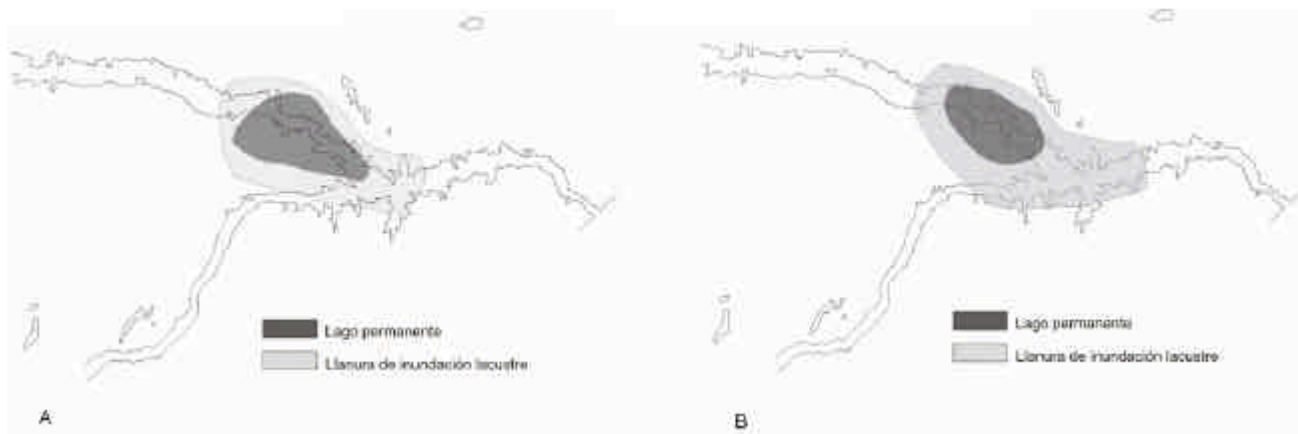 Lago permanente
Llanura de inundación lacustre
A
Lago permanente
Llanura de inundación lacustre
B